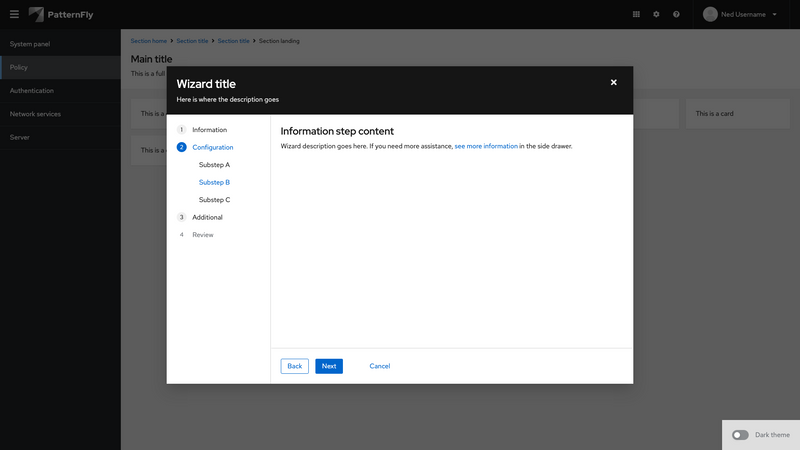 PatternFly
Ned Username
System panel
Policy
Authentication
Network services
Server
Section home > Section title > Section title > Section landing
Main title
This is a full
This is a
This is a card
This is a
Wizard title
Here is where the description goes
1 Information
2 Configuration
Substep A
Substep B
Substep C
3 Additional
4 Review
Information step content
Wizard description goes here. If you need more assistance, see more information in the side drawer.
Back
Next
Cancel
Dark theme